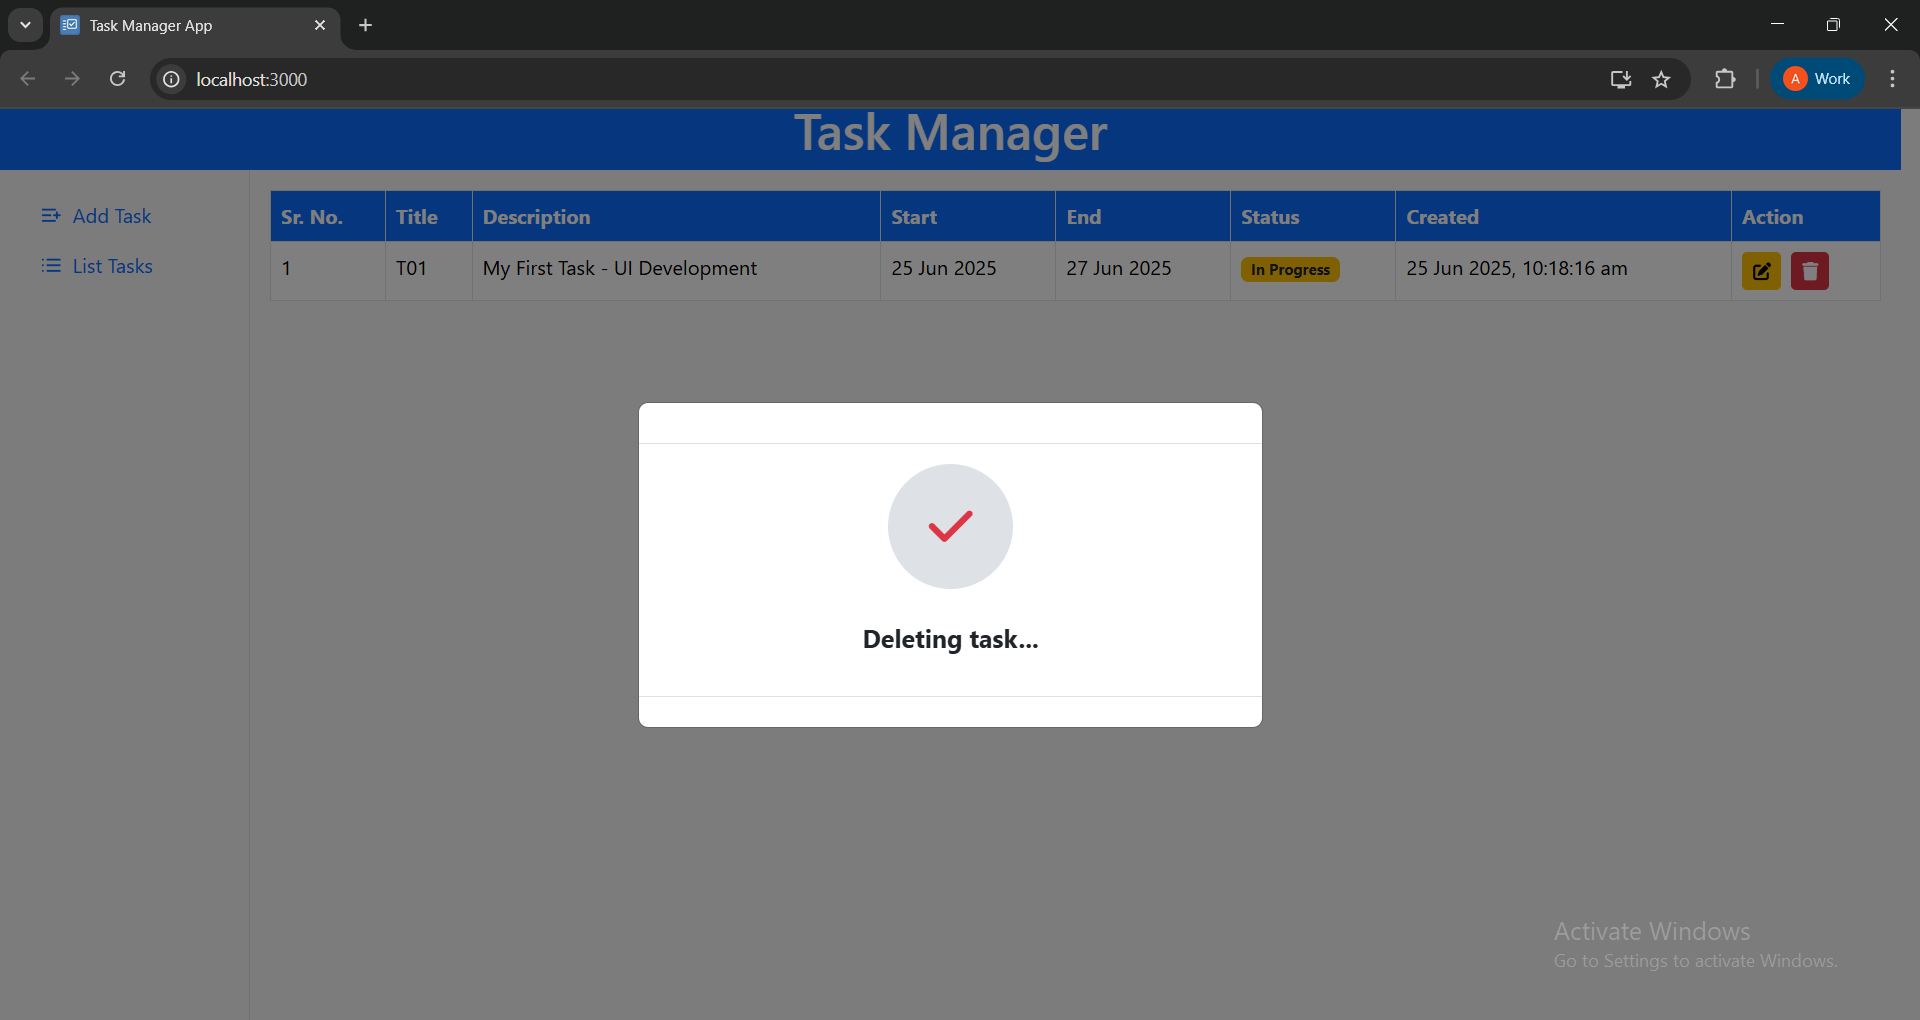 Task Manager App
localhost:3000
A Work
Task Manager
Add Task
List Tasks
Sr. No. Title Description Start End Status Created Action
1 T01 My First Task - UI Development 25 Jun 2025 27 Jun 2025 In Progress 25 Jun 2025, 10:18:16 am
Deleting task...
Activate Windows
Go to Settings to activate Windows.